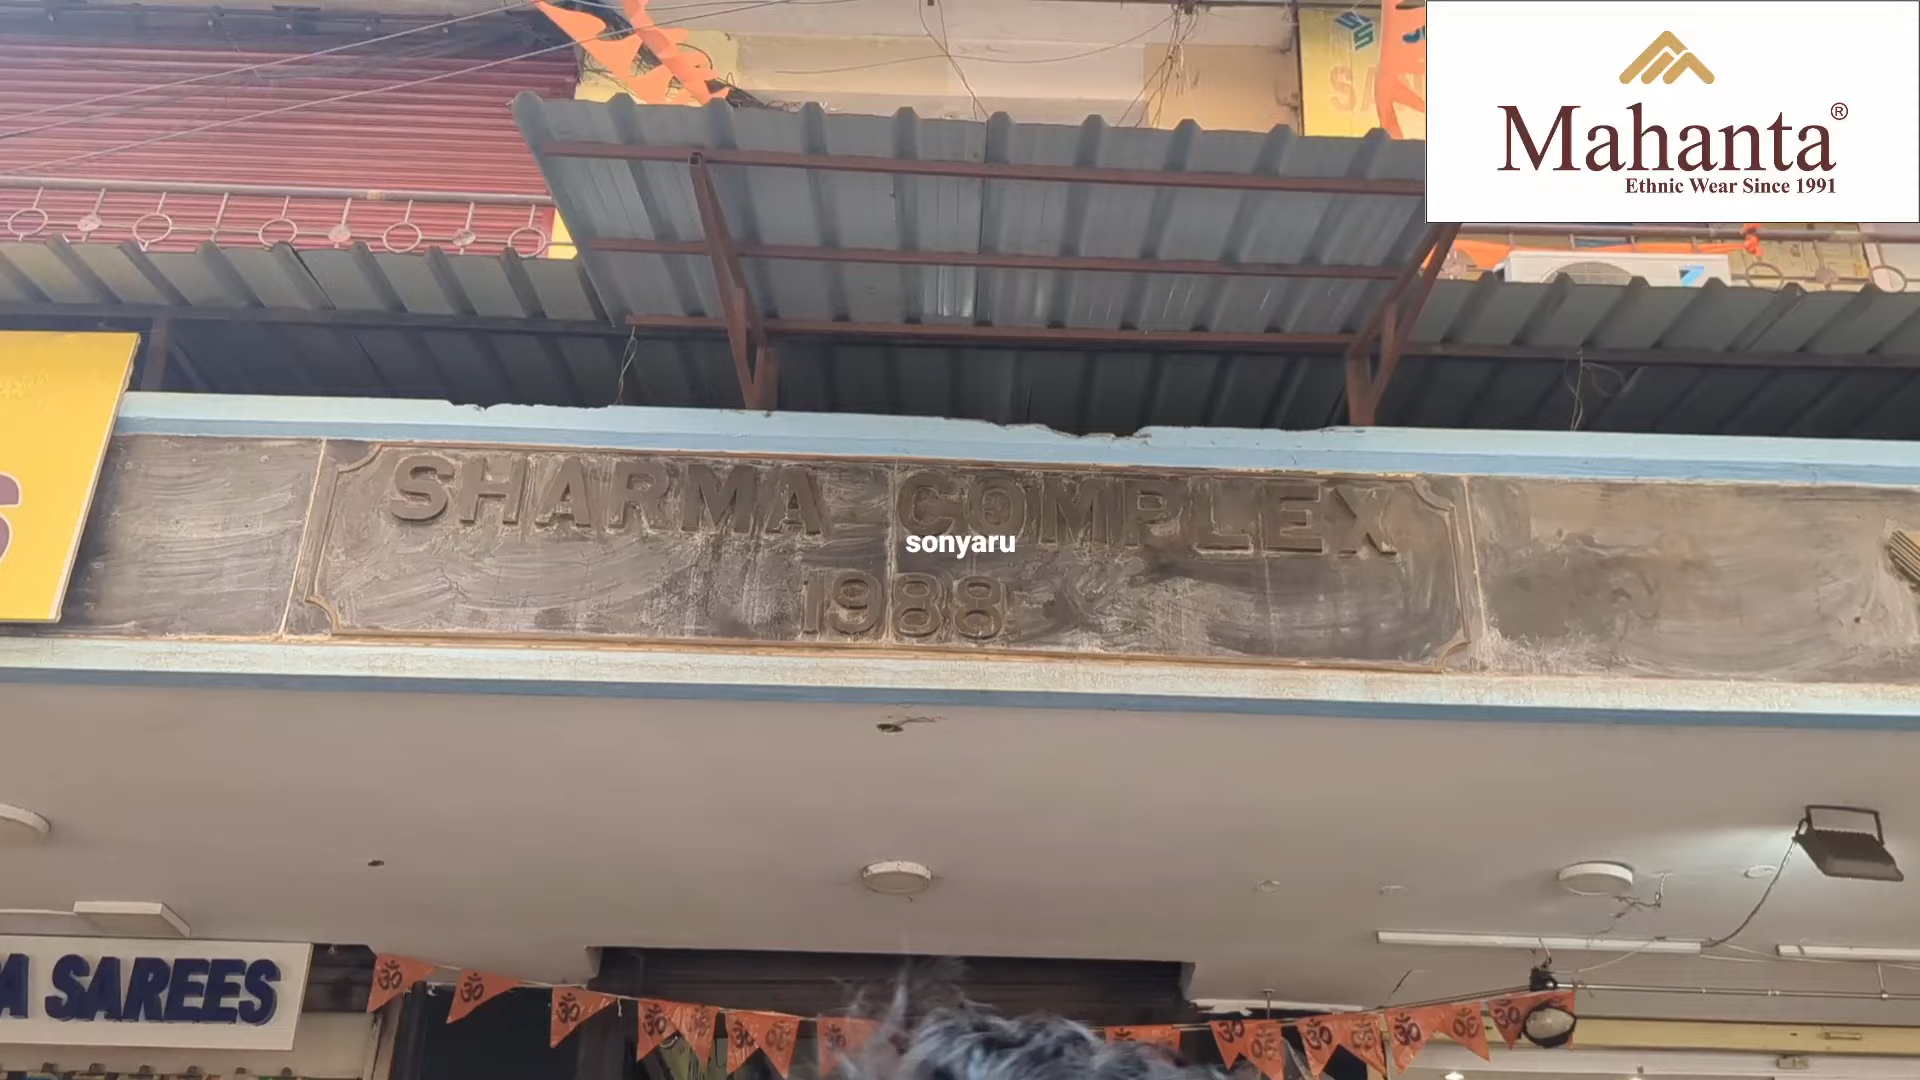 Mahanta®
Ethnic Wear Since 1991
SHARMA COMPLEX
sonyaru
1988
SAREES
ॐ ॐ ॐ ॐ ॐ ॐ ॐ ॐ ॐ